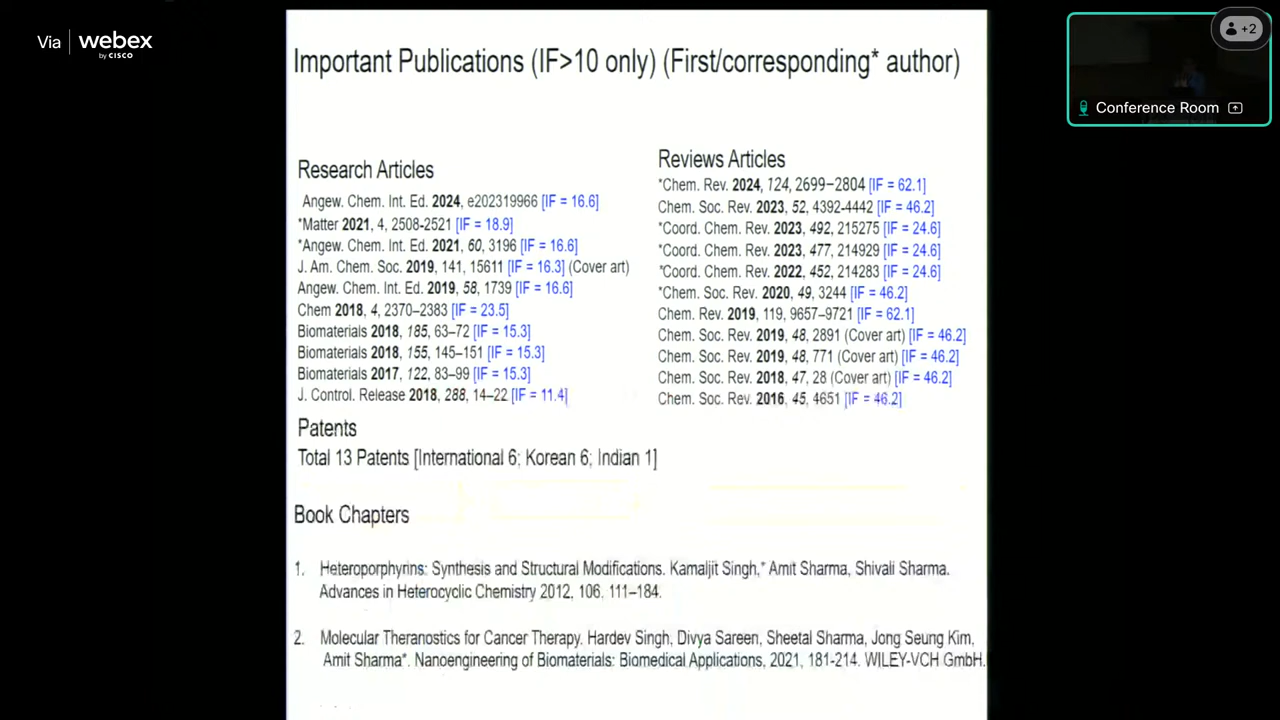 Via webex
by CISCO
+2
Conference Room
Important Publications (IF>10 only) (First/corresponding* author)
Research Articles
Angew. Chem. Int. Ed. 2024, e202319966 [IF = 16.6]
*Matter 2021, 4, 2508-2521 [IF = 18.9]
*Angew. Chem. Int. Ed. 2021, 60, 3196 [IF = 16.6]
J. Am. Chem. Soc. 2019, 141, 15611 [IF = 16.3] (Cover art)
Angew. Chem. Int. Ed. 2019, 58, 1739 [IF = 16.6]
Chem 2018, 4, 2370–2383 [IF = 23.5]
Biomaterials 2018, 185, 63–72 [IF = 15.3]
Biomaterials 2018, 155, 145–151 [IF = 15.3]
Biomaterials 2017, 122, 83–99 [IF = 15.3]
J. Control. Release 2018, 288, 14–22 [IF = 11.4]
Reviews Articles
*Chem. Rev. 2024, 124, 2699−2804 [IF = 62.1]
Chem. Soc. Rev. 2023, 52, 4392-4442 [IF = 46.2]
*Coord. Chem. Rev. 2023, 492, 215275 [IF = 24.6]
*Coord. Chem. Rev. 2023, 477, 214929 [IF = 24.6]
*Coord. Chem. Rev. 2022, 452, 214283 [IF = 24.6]
*Chem. Soc. Rev. 2020, 49, 3244 [IF = 46.2]
Chem. Rev. 2019, 119, 9657–9721 [IF = 62.1]
Chem. Soc. Rev. 2019, 48, 2891 (Cover art) [IF = 46.2]
Chem. Soc. Rev. 2019, 48, 771 (Cover art) [IF = 46.2]
Chem. Soc. Rev. 2018, 47, 28 (Cover art) [IF = 46.2]
Chem. Soc. Rev. 2016, 45, 4651 [IF = 46.2]
Patents
Total 13 Patents [International 6; Korean 6; Indian 1]
Book Chapters
1. Heteroporphyrins: Synthesis and Structural Modifications. Kamaljit Singh,* Amit Sharma, Shivali Sharma.
Advances in Heterocyclic Chemistry 2012, 106, 111–184.
2. Molecular Theranostics for Cancer Therapy. Hardev Singh, Divya Sareen, Sheetal Sharma, Jong Seung Kim,
Amit Sharma*. Nanoengineering of Biomaterials: Biomedical Applications, 2021, 181-214. WILEY-VCH GmbH.